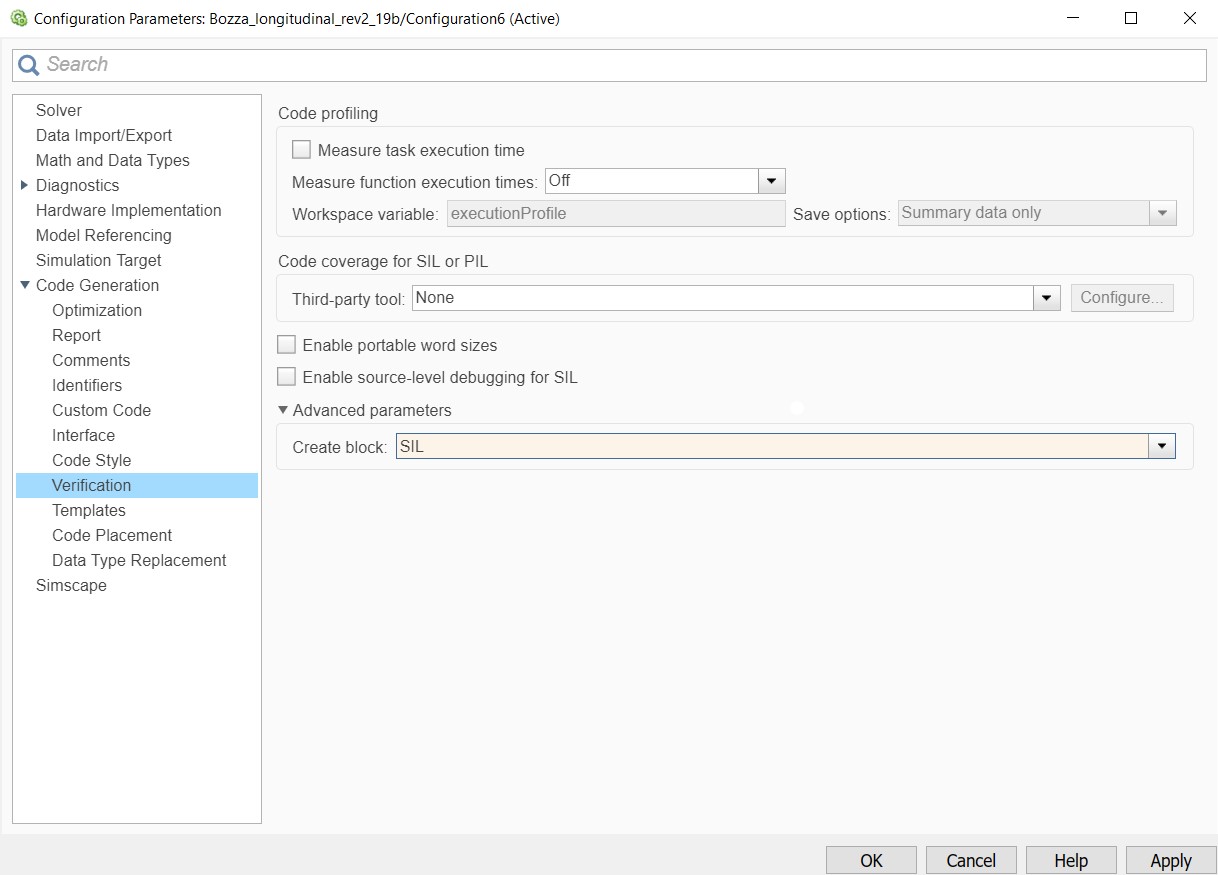 Configuration Parameters: Bozza_longitudinal_rev2_19b/Configuration6 (Active)
Search
Solver
Data Import/Export
Math and Data Types
Diagnostics
Hardware Implementation
Model Referencing
Simulation Target
Code Generation
Optimization
Report
Comments
Identifiers
Custom Code
Interface
Code Style
Verification
Templates
Code Placement
Data Type Replacement
Simscape
Code profiling
Measure task execution time
Measure function execution times: Off
Workspace variable: executionProfile Save options: Summary data only
Code coverage for SIL or PIL
Third-party tool: None Configure...
Enable portable word sizes
Enable source-level debugging for SIL
Advanced parameters
Create block: SIL
OK Cancel Help Apply